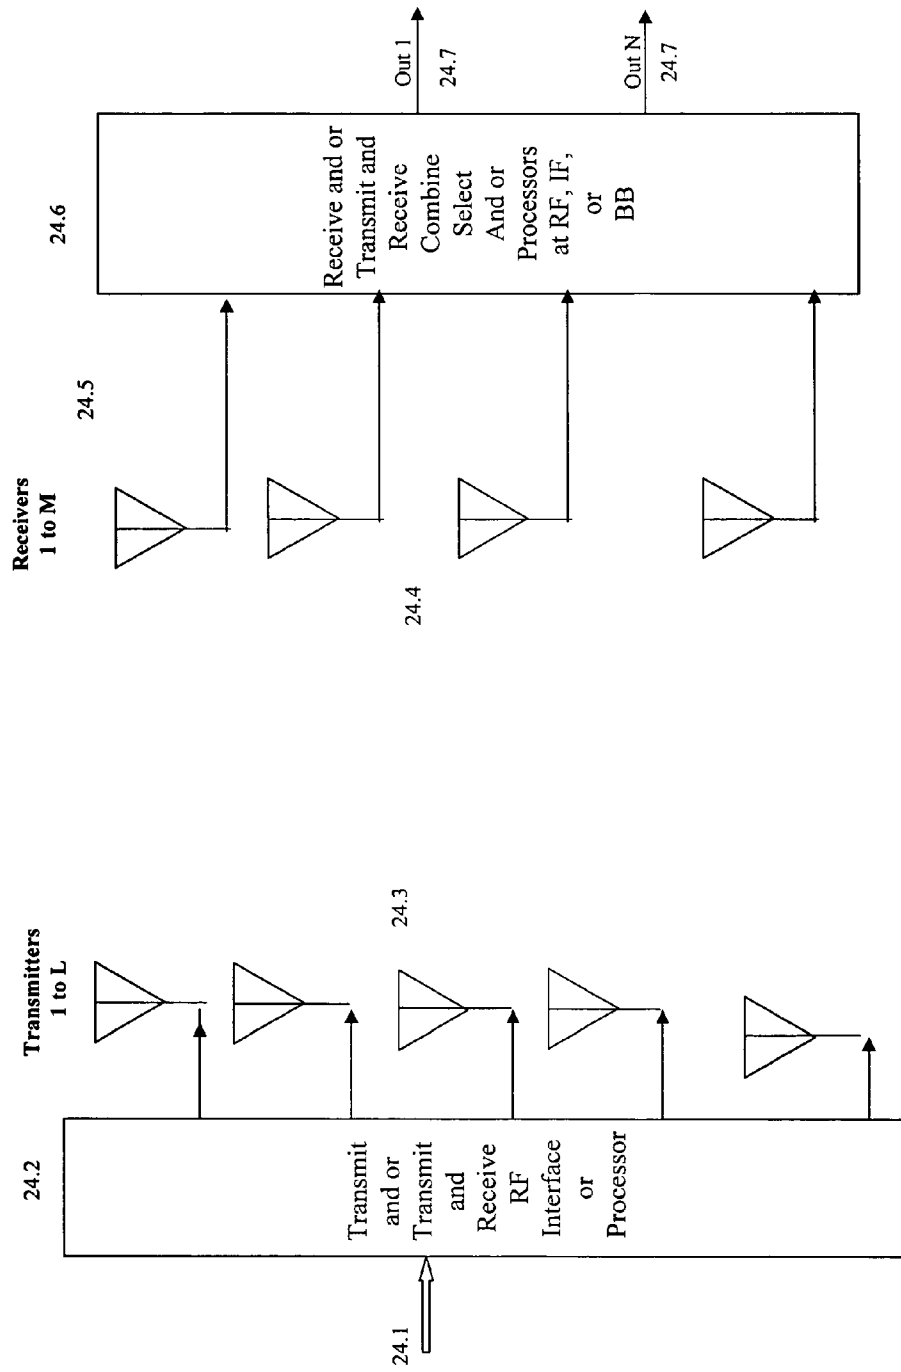 24.1
24.2
Transmit
and or
Transmit
and
Receive
RF
Interface
or
Processor
Transmitters
1 to L
24.3
Receivers
1 to M
24.4
24.5
24.6
Receive and or
Transmit and
Receive
Combine
Select
And or
Processors
at RF, IF,
or
BB
Out 1
24.7
Out N
24.7